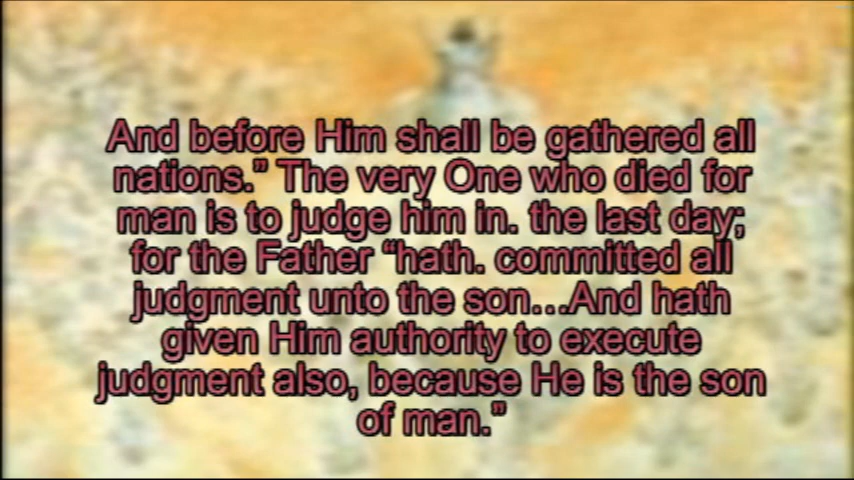 And before Him shall be gathered all
nations.” The very One who died for
man is to judge him in. the last day;
for the Father “hath. committed all
judgment unto the son…And hath
given Him authority to execute
judgment also, because He is the son
of man.”